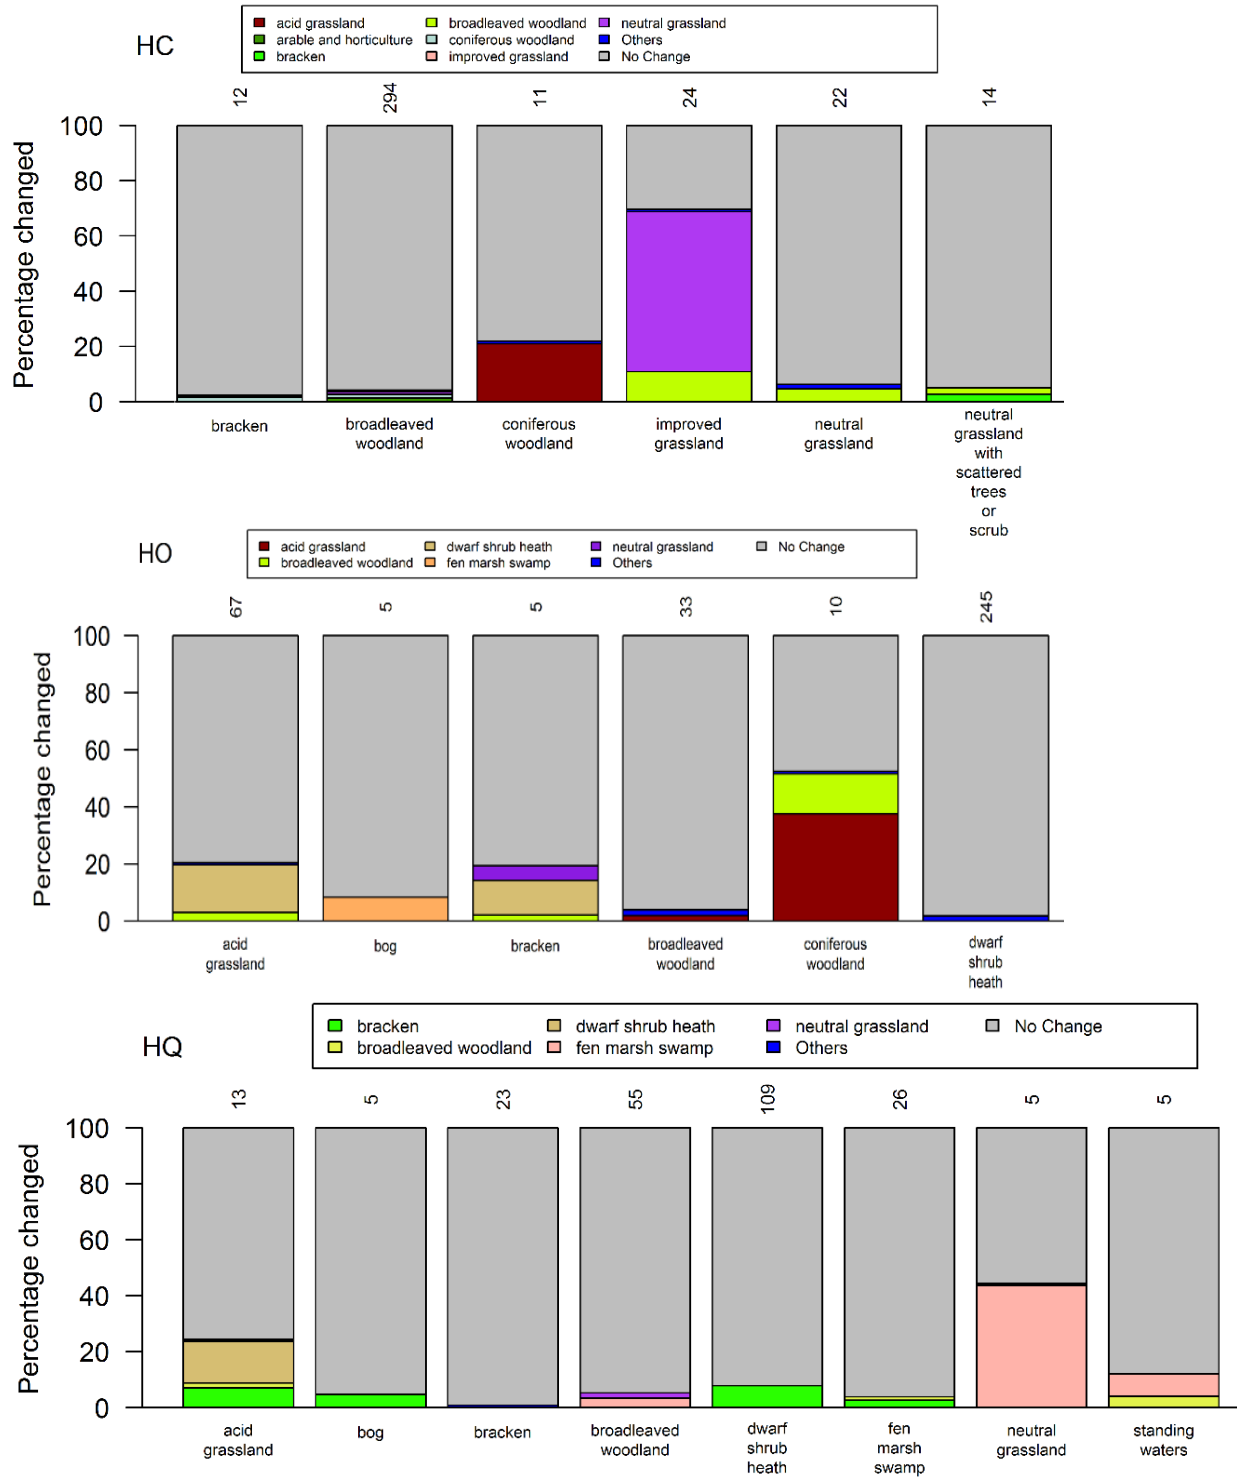 HC
acid grassland broadleaved woodland neutral grassland
arable and horticulture coniferous woodland Others
bracken improved grassland No Change
12 294 11 24 22 14
Percentage changed
100
80
60
40
20
0
bracken broadleaved coniferous improved neutral neutral
woodland woodland grassland grassland grassland
with
scattered
trees
or
scrub
HO
acid grassland dwarf shrub heath neutral grassland No Change
broadleaved woodland fen marsh swamp Others
67 5 5 33 10 245
Percentage changed
100
80
60
40
20
0
acid bog bracken broadleaved coniferous dwarf
grassland woodland woodland shrub
heath
HQ
bracken dwarf shrub heath neutral grassland No Change
broadleaved woodland fen marsh swamp Others
13 5 23 55 109 26 5 5
Percentage changed
100
80
60
40
20
0
acid bog bracken broadleaved dwarf fen neutral standing
grassland woodland shrub marsh grassland waters
heath swamp